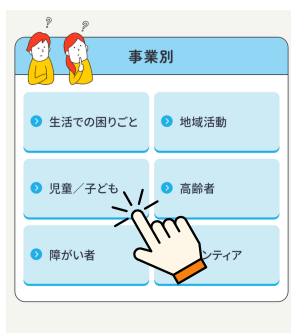 ? ?
事業別
生活での困りごと
地域活動
児童／子ども
高齢者
障がい者
ンティア